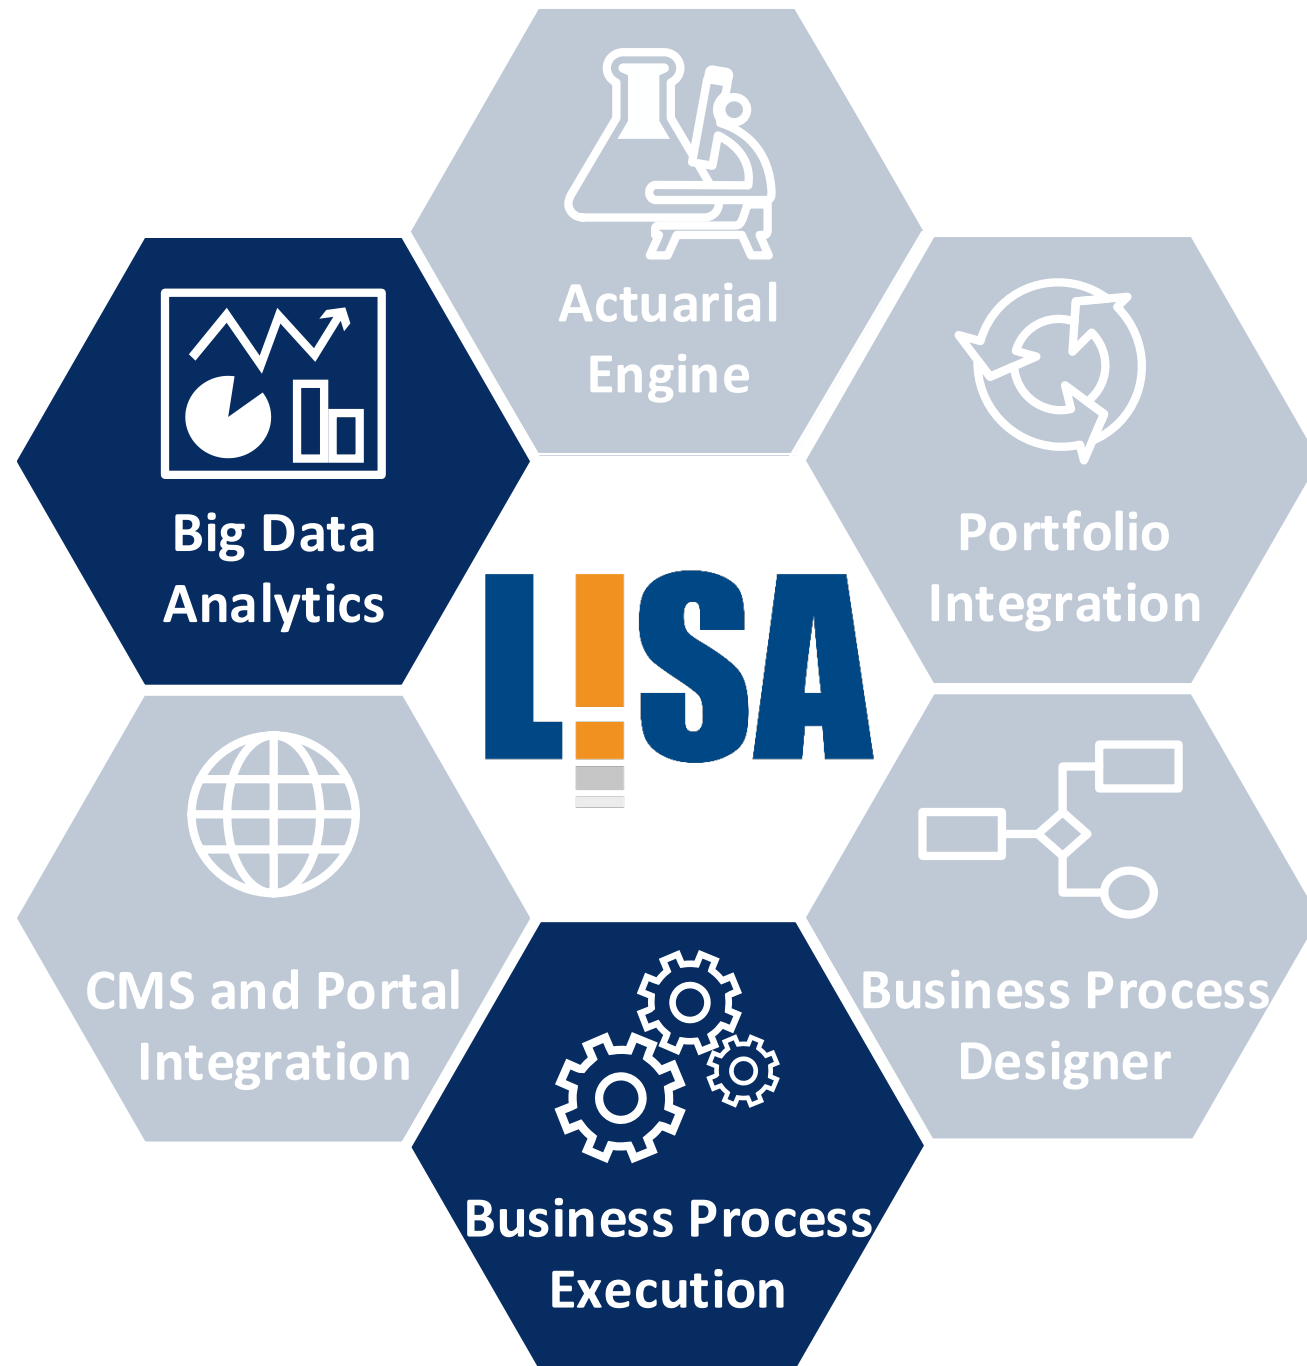 Actuarial
Engine
Big Data
Analytics
Portfolio
Integration
L!SA
CMS and Portal
Integration
Business Process
Designer
Business Process
Execution